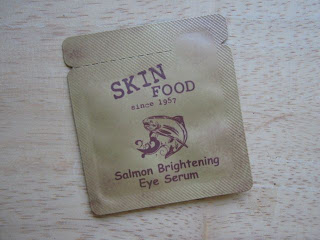 SKIN
FOOD
since 1957
Salmon Brightening
Eye Serum